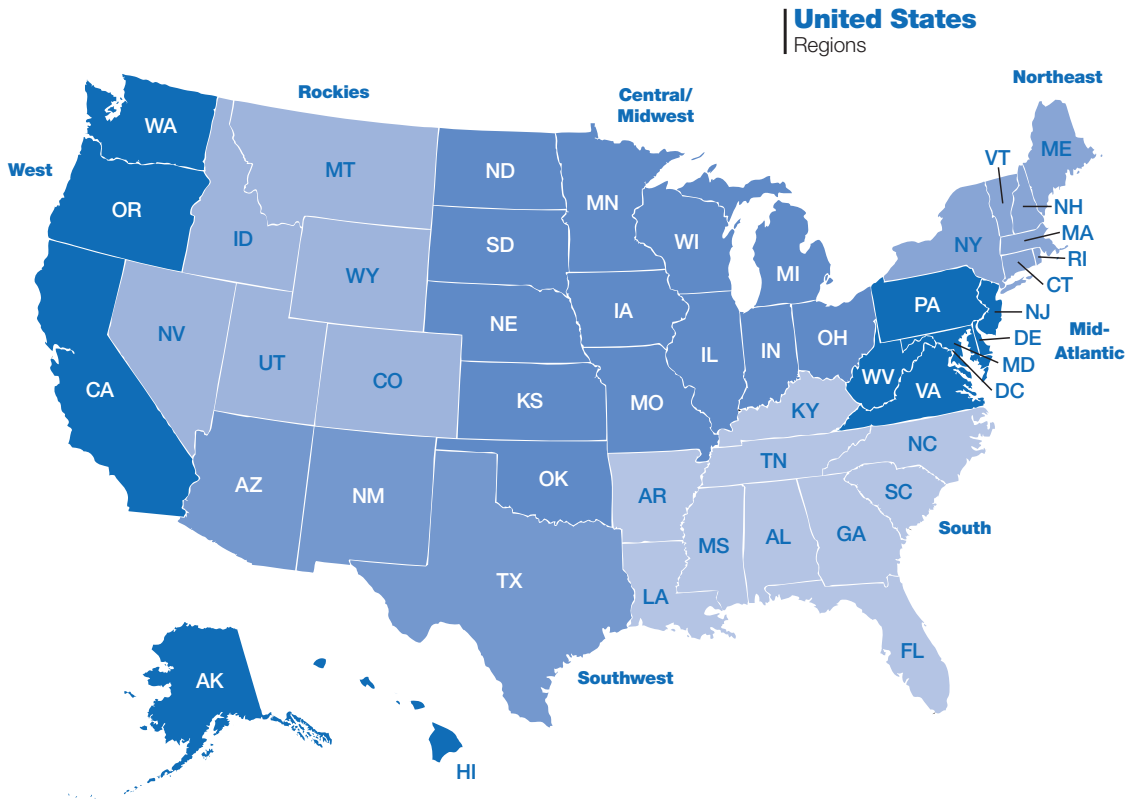 United States
Regions
Northeast
Rockies
Central/
Midwest
West
WA
MT
ND
MN
VT
ME
OR
ID
SD
WI
NH
MA
NY
RI
WY
MI
CT
NV
NE
IA
PA
NJ
UT
IL
IN
OH
DE
Mid-
Atlantic
MD
CA
CO
KS
MO
WV
VA
DC
KY
NC
TN
AZ
NM
OK
AR
SC
South
MS
AL
GA
TX
LA
FL
AK
Southwest
HI